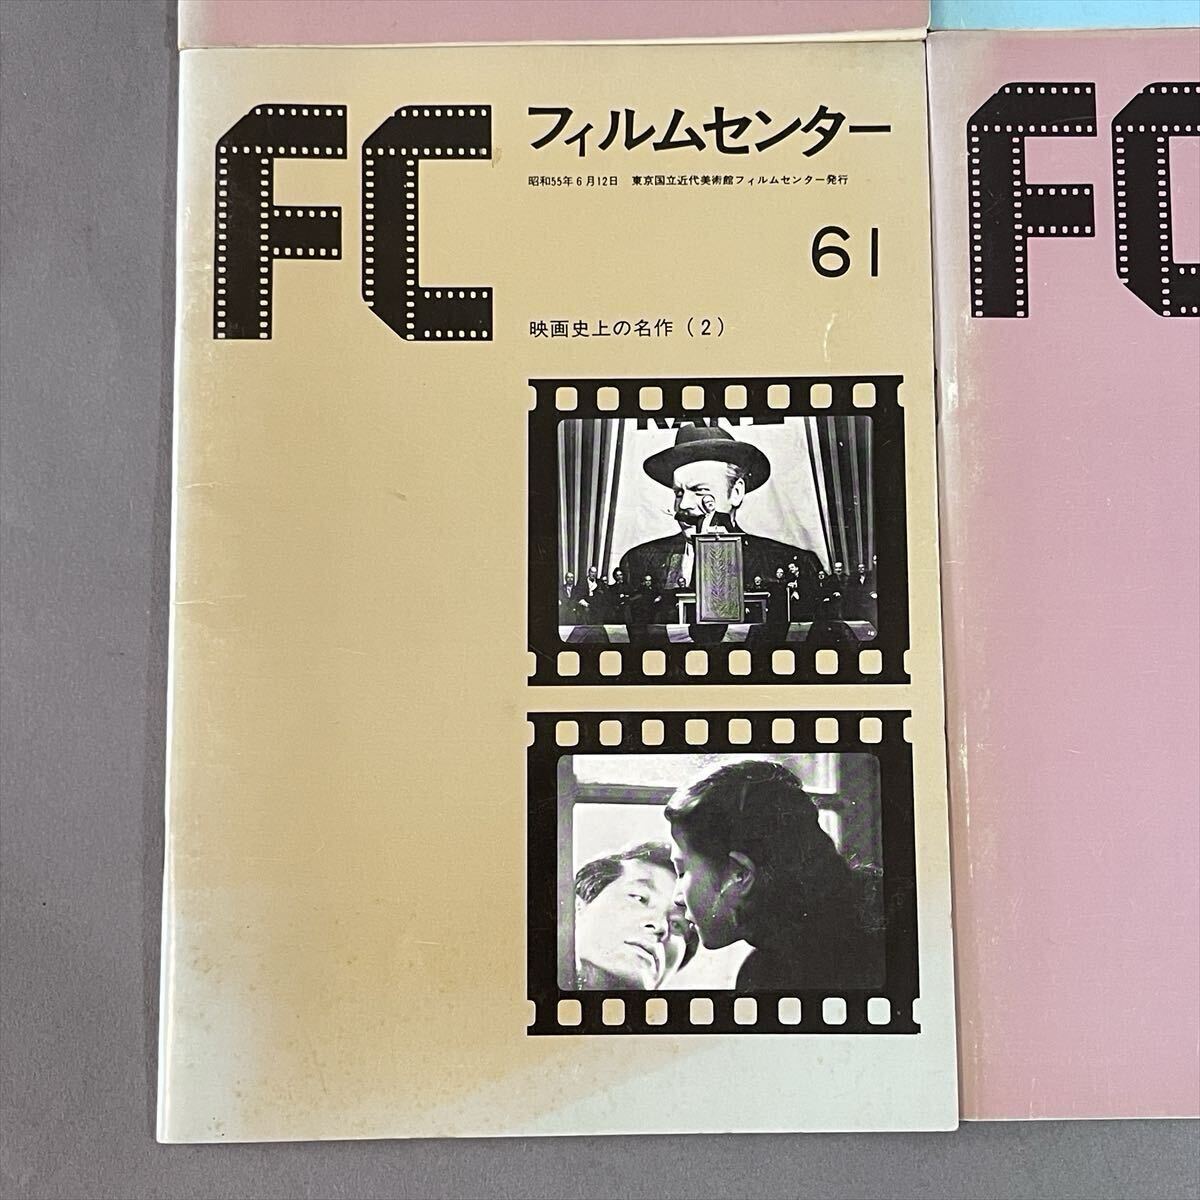 FC
フィルムセンター
昭和55年6月12日 東京国立近代美術館フィルムセンター発行
61
映画史上の名作(2)
KANE
FC